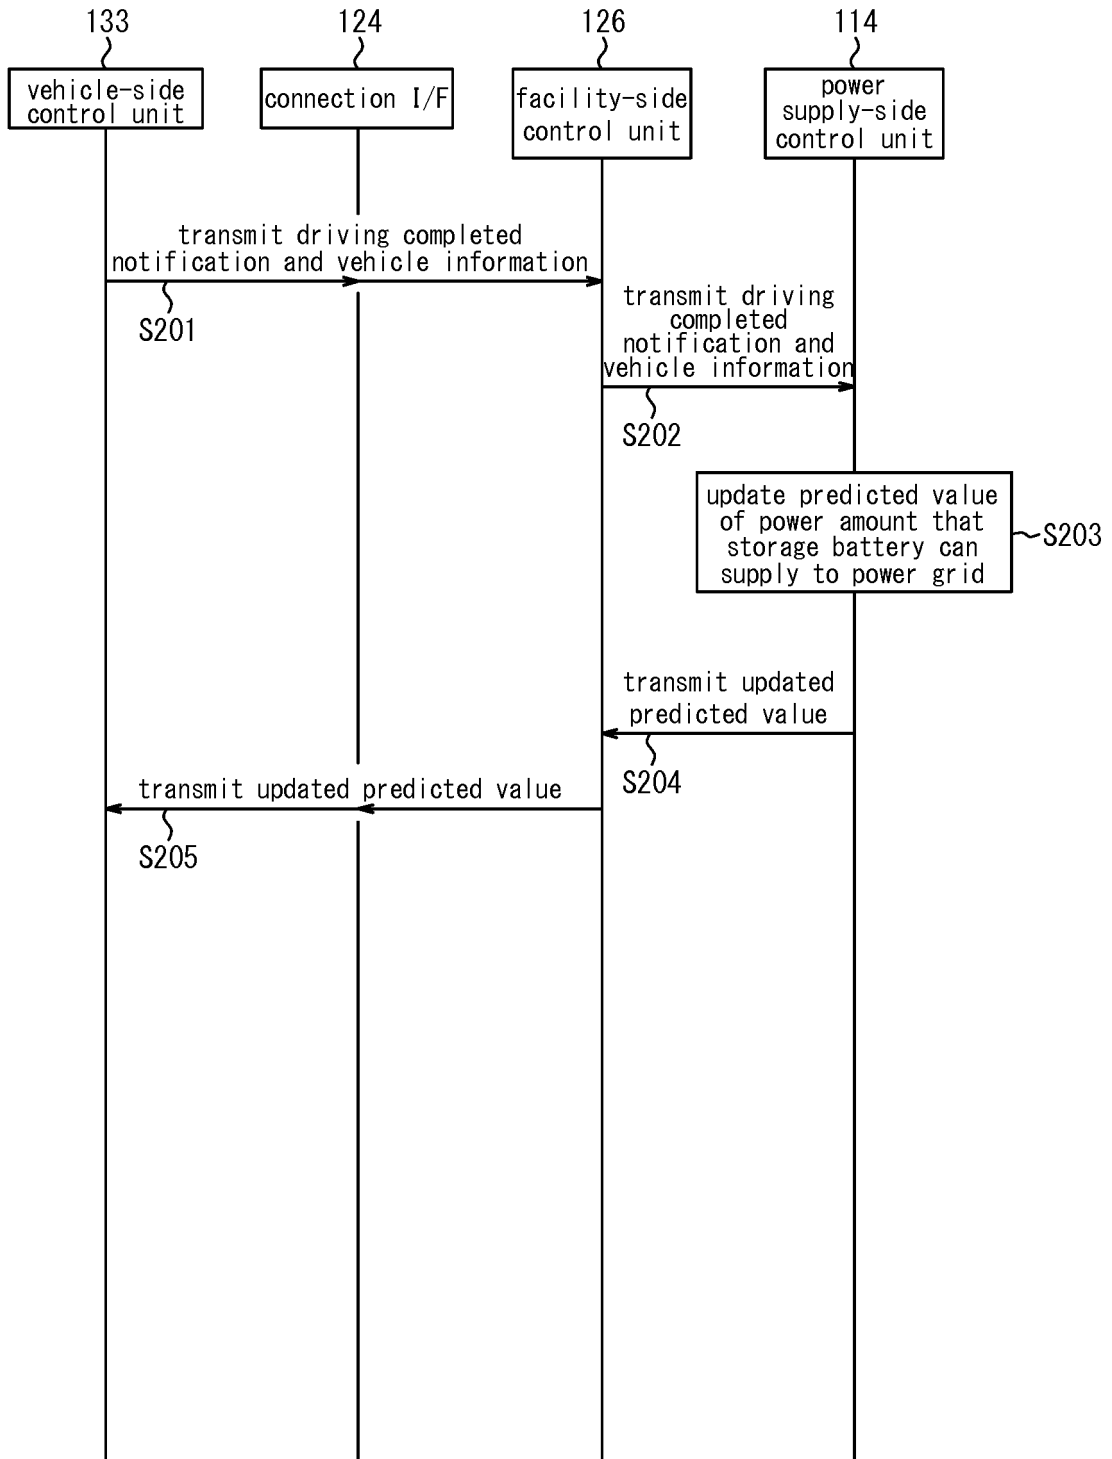 133
124
126
114
vehicle-side
control unit
connection I/F
facility-side
control unit
power
supply-side
control unit
transmit driving completed
notification and vehicle information
S201
transmit driving
completed
notification and
vehicle information
S202
update predicted value
of power amount that
storage battery can
supply to power grid
S203
transmit updated
predicted value
S204
transmit updated predicted value
S205